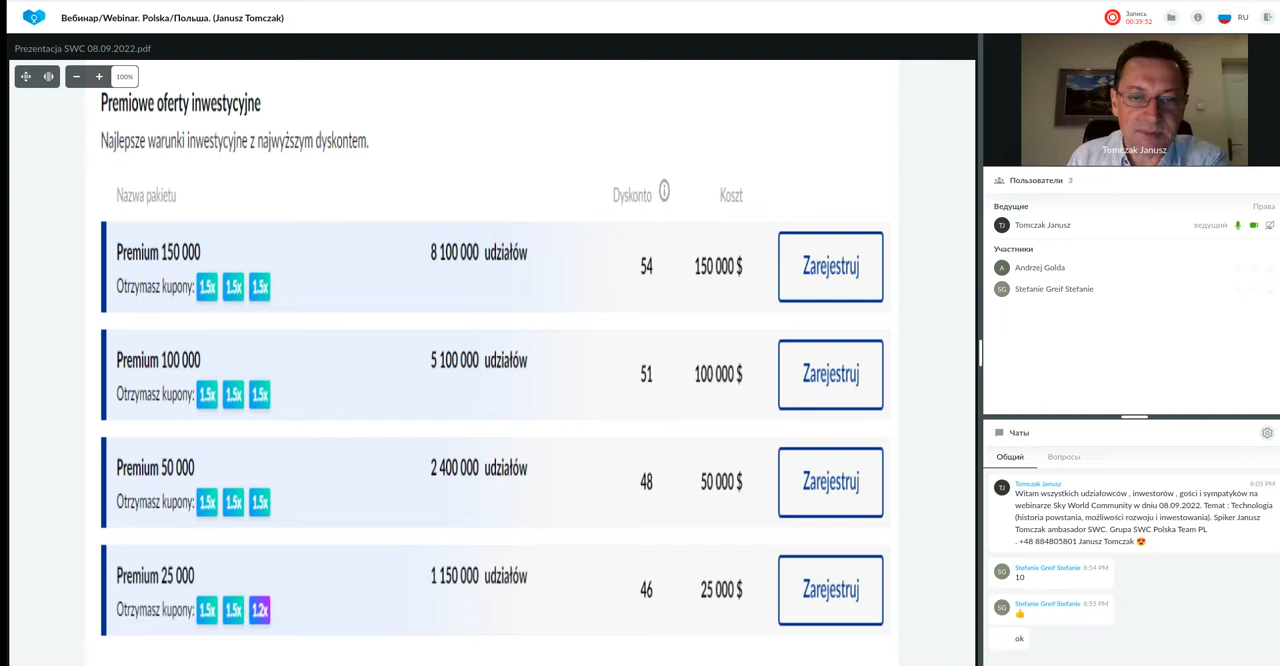 Вебинар/Webinar. Polska/Польша. (Janusz Tomczak)
Запись
00:39:52
RU
Prezentacja SWC 08.09.2022.pdf
100%
Premiowe oferty inwestycyjne
Najlepsze warunki inwestycyjne z najwyższym dyskontem.
Nazwa pakietu
Dyskonto
Koszt
Premium 150 000
8 100 000 udziałów
54
150 000 $
Zarejestruj
Otrzymasz kupony: 1.5x 1.5x 1.5x
Premium 100 000
5 100 000 udziałów
51
100 000 $
Zarejestruj
Otrzymasz kupony: 1.5x 1.5x 1.5x
Premium 50 000
2 400 000 udziałów
48
50 000 $
Zarejestruj
Otrzymasz kupony: 1.5x 1.5x 1.5x
Premium 25 000
1 150 000 udziałów
46
25 000 $
Zarejestruj
Otrzymasz kupony: 1.5x 1.5x 1.2x
Tomczak Janusz
Пользователи 3
Ведущие
Права
TJ Tomczak Janusz
ведущий
Участники
A Andrzej Golda
SG Stefanie Greif Stefanie
Чаты
Общий
Вопросы
TJ
Tomczak Janusz
8:05 PM
Witam wszystkich udziałowców , inwestorów , gości i sympatyków na
webinarze Sky World Community w dniu 08.09.2022. Temat : Technologia
(historia powstania, możliwości rozwoju i inwestowania). Spiker Janusz
Tomczak ambasador SWC. Grupa SWC Polska Team PL
. +48 884805801 Janusz Tomczak 😍
SG
Stefanie Greif Stefanie 8:54 PM
10
SG
Stefanie Greif Stefanie 8:55 PM
👍
ok